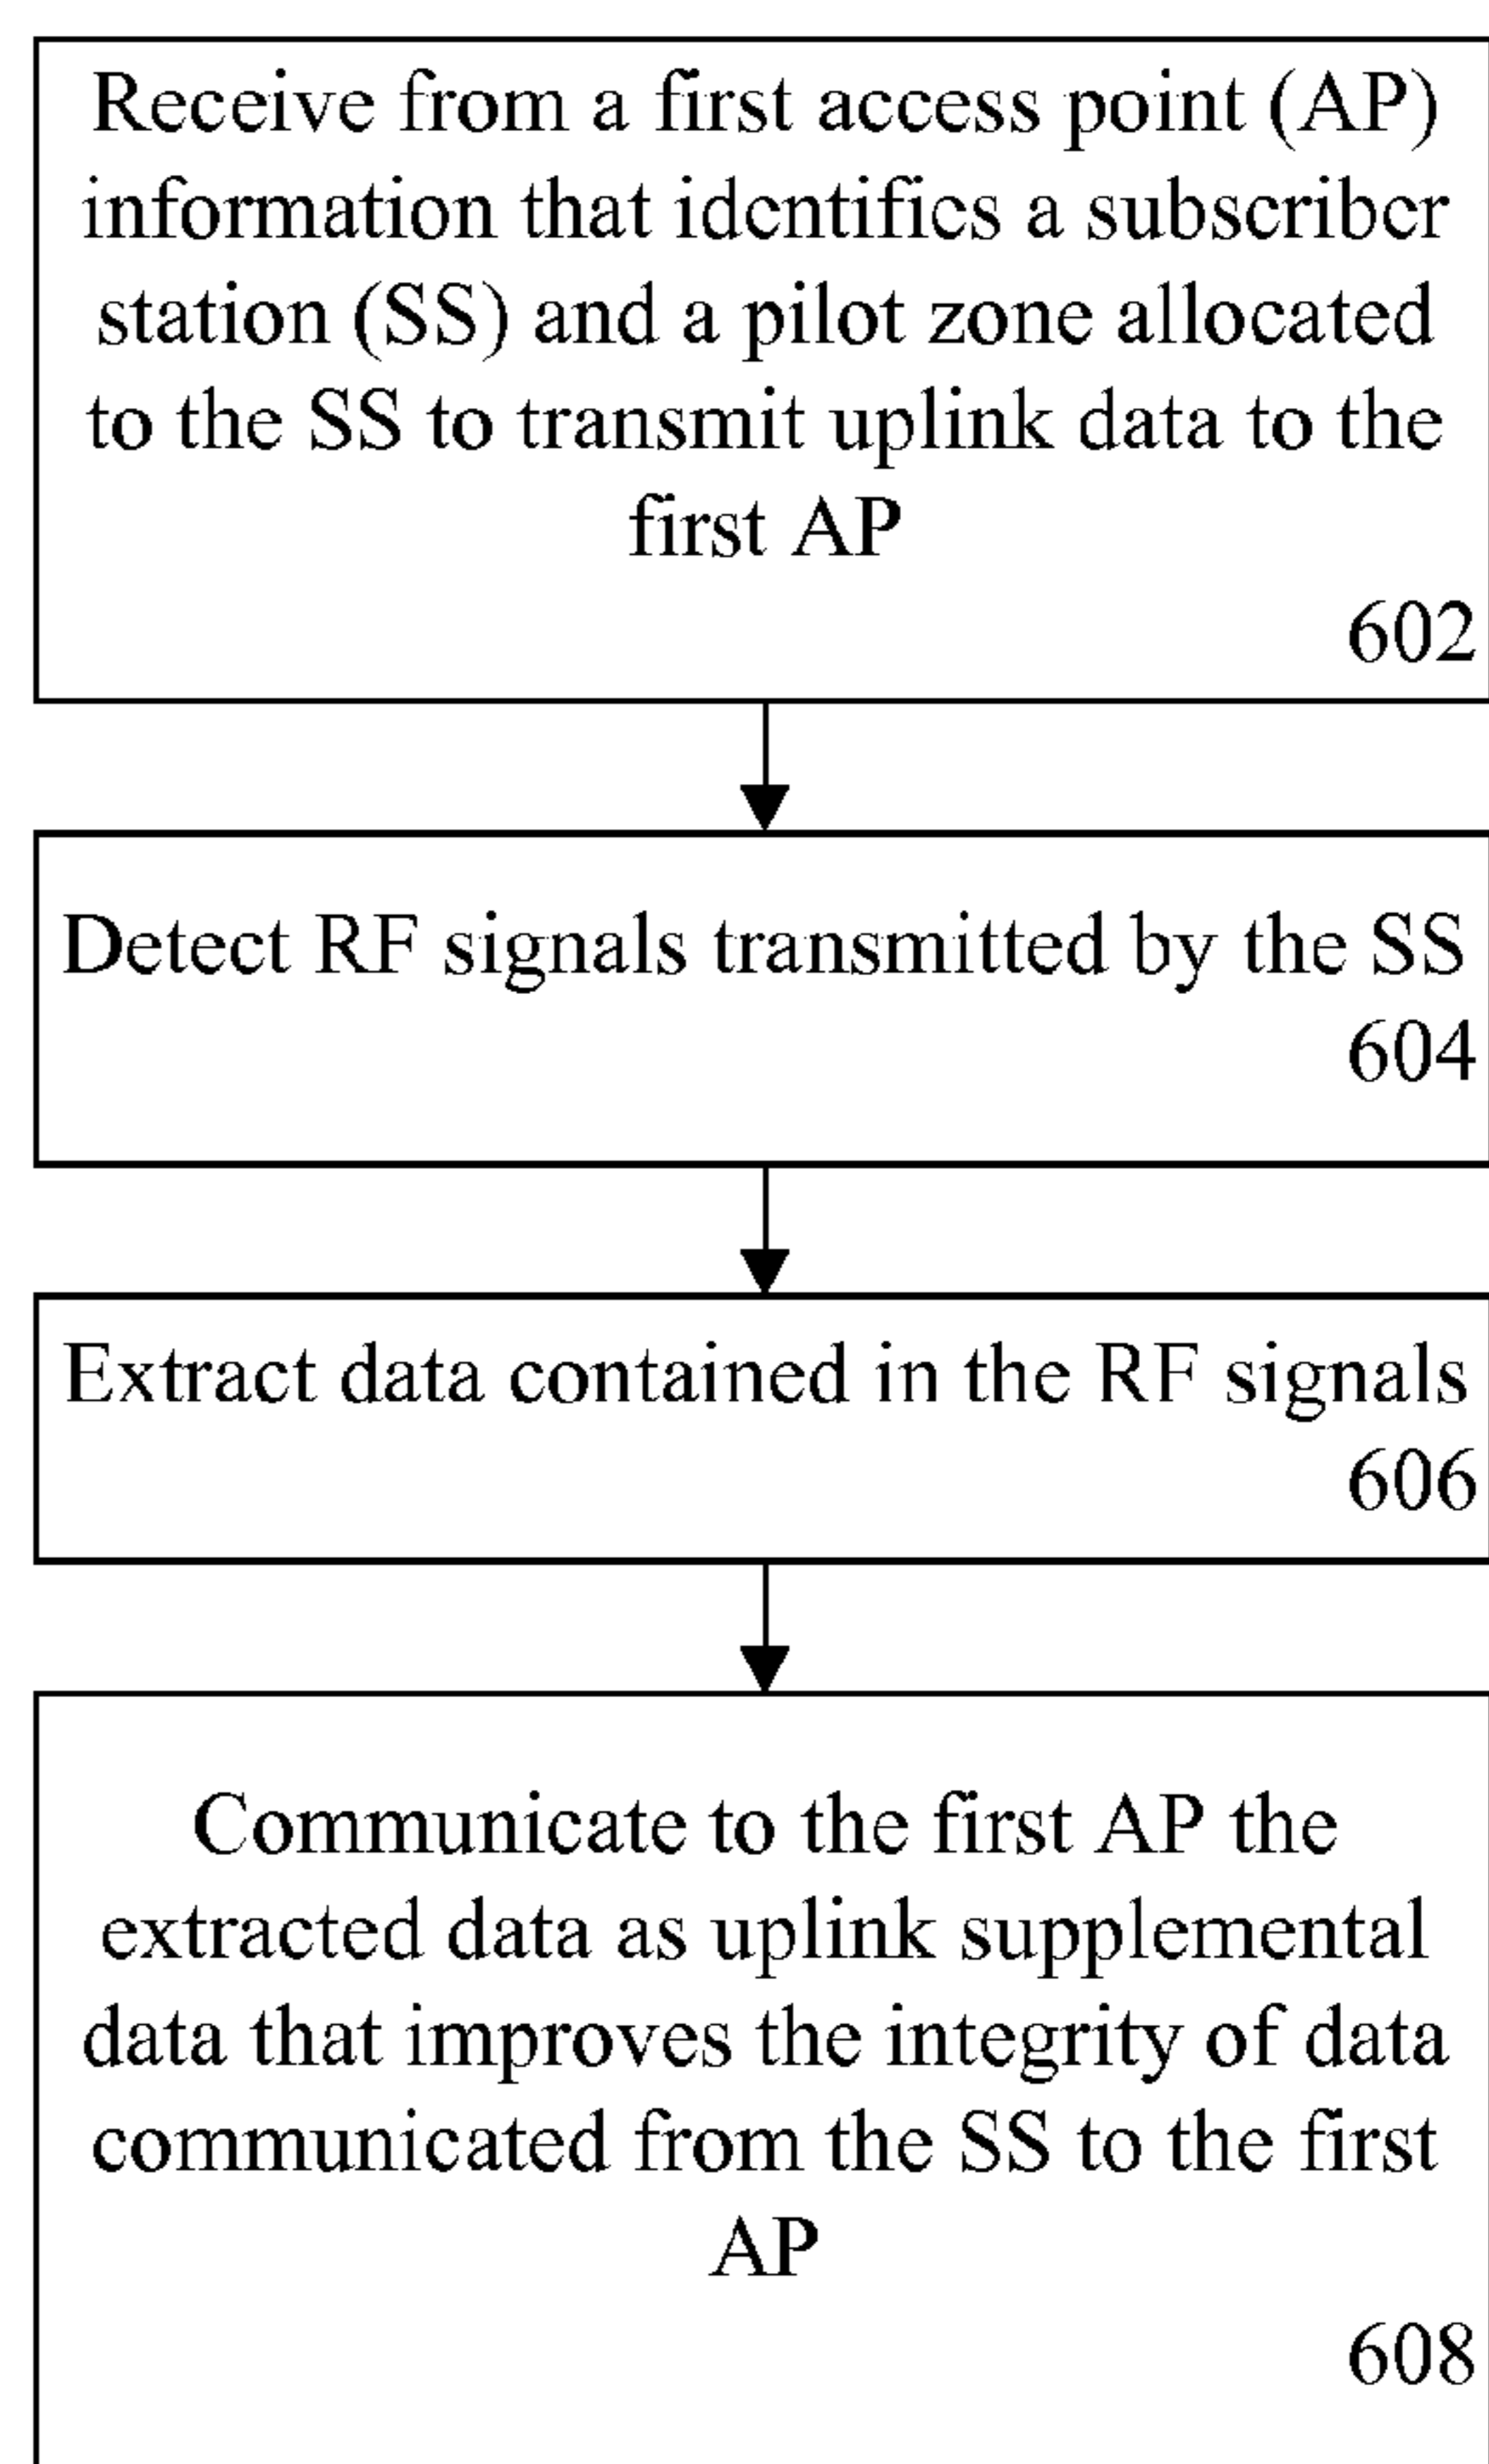 Receive from a first access point (AP)
information that identifies a subscriber
station (SS) and a pilot zone allocated
to the SS to transmit uplink data to the
first AP
602
Detect RF signals transmitted by the SS
604
Extract data contained in the RF signals
606
Communicate to the first AP the
extracted data as uplink supplemental
data that improves the integrity of data
communicated from the SS to the first
AP
608